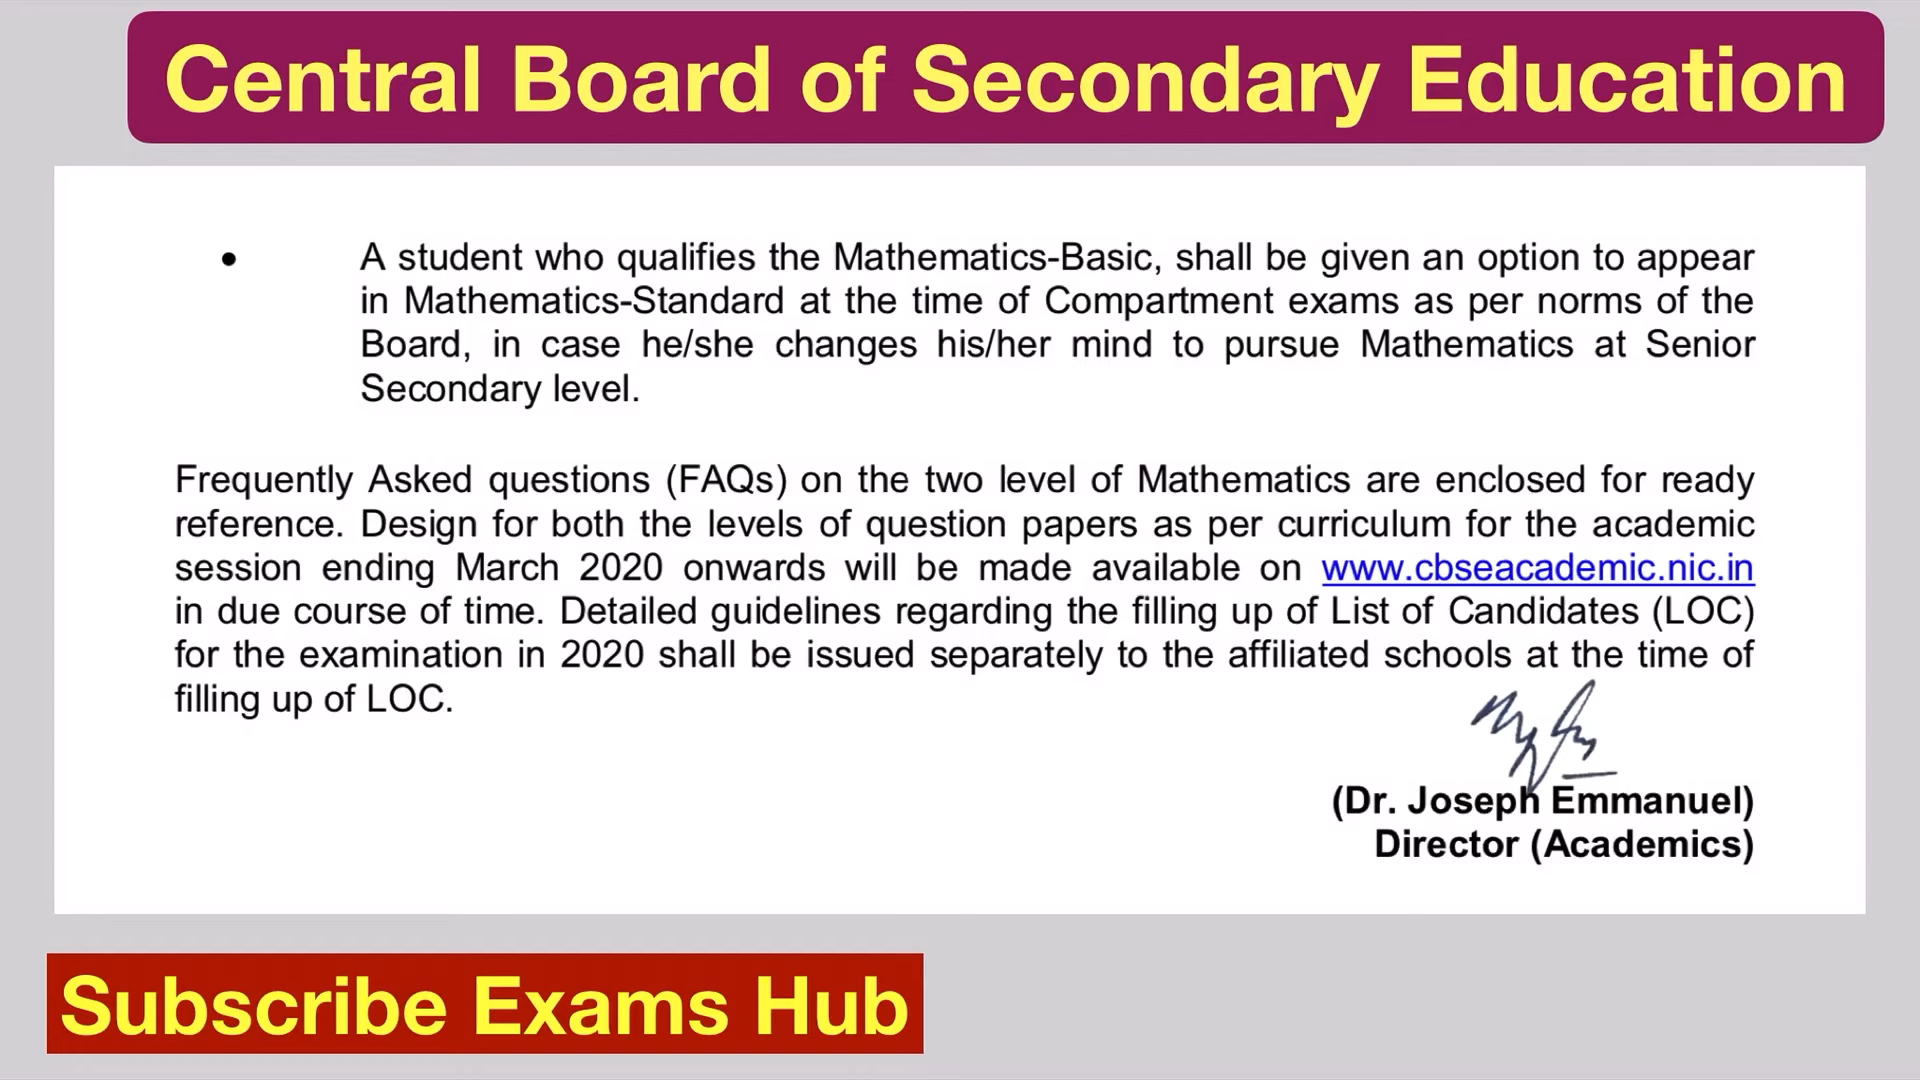 Central Board of Secondary Education
• A student who qualifies the Mathematics-Basic, shall be given an option to appear
in Mathematics-Standard at the time of Compartment exams as per norms of the
Board, in case he/she changes his/her mind to pursue Mathematics at Senior
Secondary level.
Frequently Asked questions (FAQs) on the two level of Mathematics are enclosed for ready
reference. Design for both the levels of question papers as per curriculum for the academic
session ending March 2020 onwards will be made available on www.cbseacademic.nic.in
in due course of time. Detailed guidelines regarding the filling up of List of Candidates (LOC)
for the examination in 2020 shall be issued separately to the affiliated schools at the time of
filling up of LOC.
(Dr. Joseph Emmanuel)
Director (Academics)
Subscribe Exams Hub